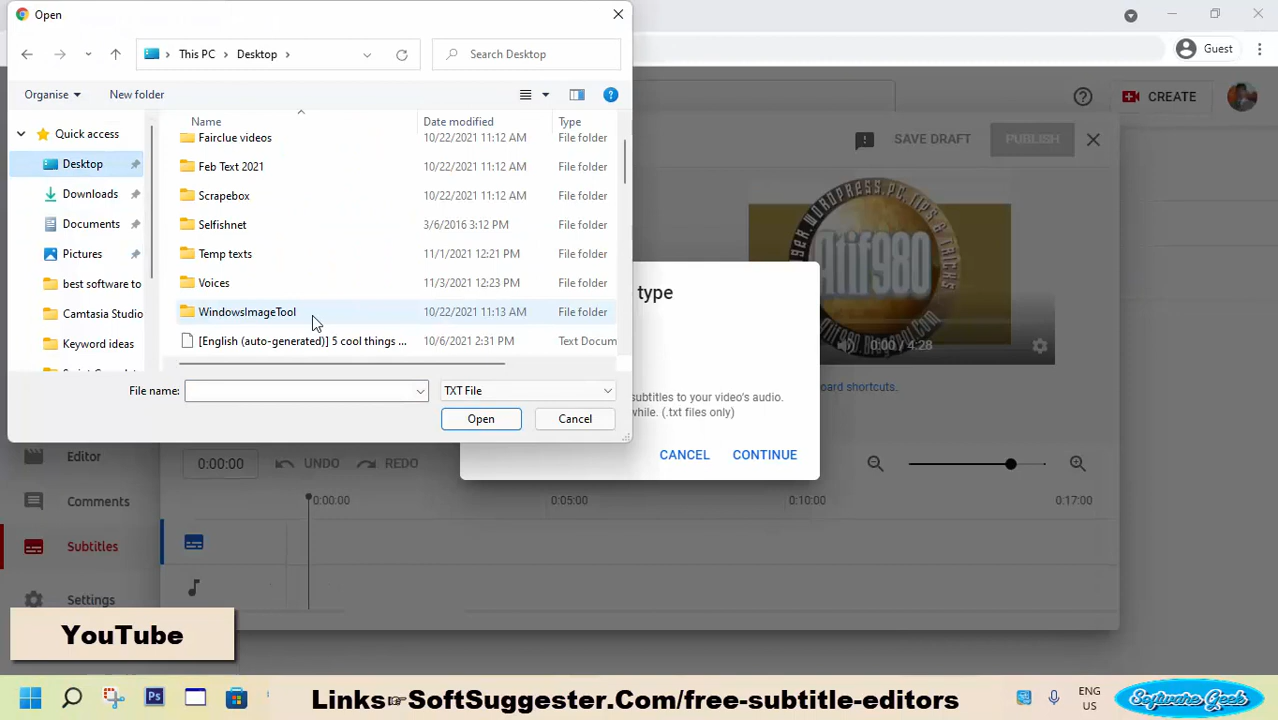 Open
This PC > Desktop >
Search Desktop
Guest
Organise
New folder
CREATE
Name
Date modified
Type
Quick access
Desktop
Downloads
Documents
Pictures
best software to
Camtasia Studio
Keyword ideas
Fairclue videos 10/22/2021 11:12 AM File folder
Feb Text 2021 10/22/2021 11:12 AM File folder
Scrapebox 10/22/2021 11:12 AM File folder
Selfishnet 3/6/2016 3:12 PM File folder
Temp texts 11/1/2021 12:21 PM File folder
Voices 11/3/2021 12:23 PM File folder
WindowsImageTool 10/22/2021 11:13 AM File folder
[English (auto-generated)] 5 cool things ... 10/6/2021 2:31 PM Text Docum
File name:
TXT File
Open
Cancel
SAVE DRAFT
PUBLISH
Atif980
0:00 / 4:28
type
board shortcuts.
subtitles to your video's audio.
while. (.txt files only)
CANCEL
CONTINUE
Editor
Comments
Subtitles
Settings
0:00:00
UNDO
REDO
0:00:00
0:05:00
0:10:00
0:17:00
YouTube
Ps
Links☞SoftSuggester.Com/free-subtitle-editors
ENG
US
Software Geek